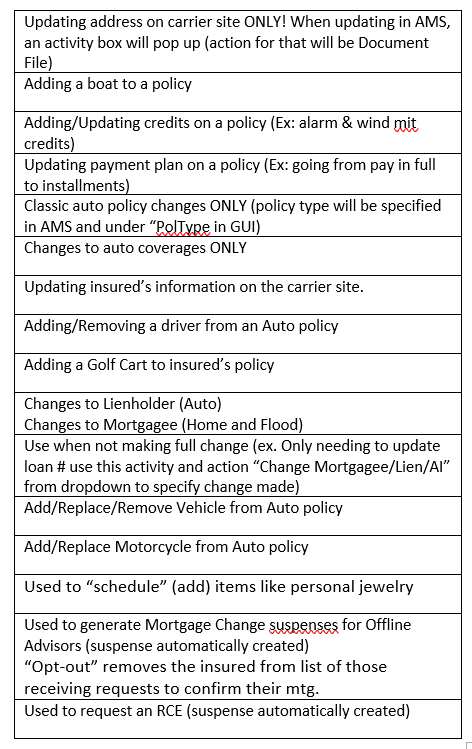 Updating address on carrier site ONLY! When updating in AMS,
an activity box will pop up (action for that will be Document
File)
Adding a boat to a policy
Adding/Updating credits on a policy (Ex: alarm & wind mit
credits)
Updating payment plan on a policy (Ex: going from pay in full
to installments)
Classic auto policy changes ONLY (policy type will be specified
in AMS and under “PolType in GUI)
Changes to auto coverages ONLY
Updating insured’s information on the carrier site.
Adding/Removing a driver from an Auto policy
Adding a Golf Cart to insured’s policy
Changes to Lienholder (Auto)
Changes to Mortgagee (Home and Flood)
Use when not making full change (ex. Only needing to update
loan # use this activity and action “Change Mortgagee/Lien/AI”
from dropdown to specify change made)
Add/Replace/Remove Vehicle from Auto policy
Add/Replace Motorcycle from Auto policy
Used to “schedule” (add) items like personal jewelry
Used to generate Mortgage Change suspenses for Offline
Advisors (suspense automatically created)
“Opt-out” removes the insured from list of those
receiving requests to confirm their mtg.
Used to request an RCE (suspense automatically created)